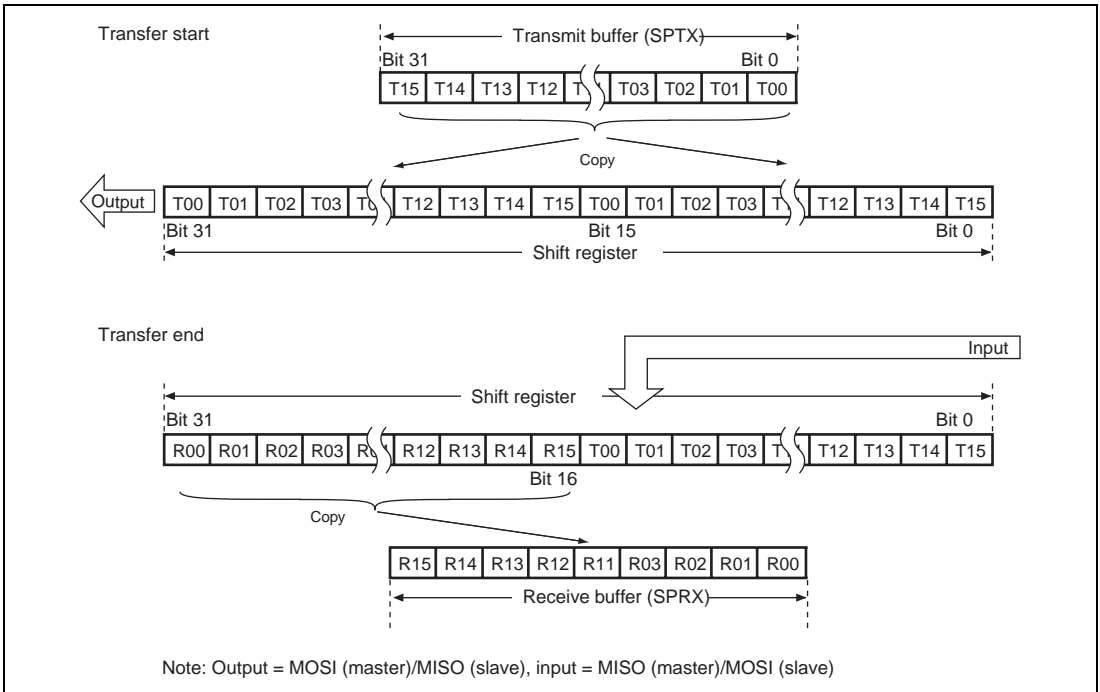 Transfer start
Transmit buffer (SPTX)
Bit 31 Bit 0
T15 T14 T13 T12 T03 T02 T01 T00
Copy
Output T00 T01 T02 T03 T12 T13 T14 T15 T00 T01 T02 T03 T12 T13 T14 T15
Bit 31 Bit 15 Bit 0
Shift register
Transfer end
Input
Shift register
Bit 31 Bit 0
R00 R01 R02 R03 R12 R13 R14 R15 T00 T01 T02 T03 T12 T13 T14 T15
Bit 16
Copy
R15 R14 R13 R12 R11 R03 R02 R01 R00
Receive buffer (SPRX)
Note: Output = MOSI (master)/MISO (slave), input = MISO (master)/MOSI (slave)